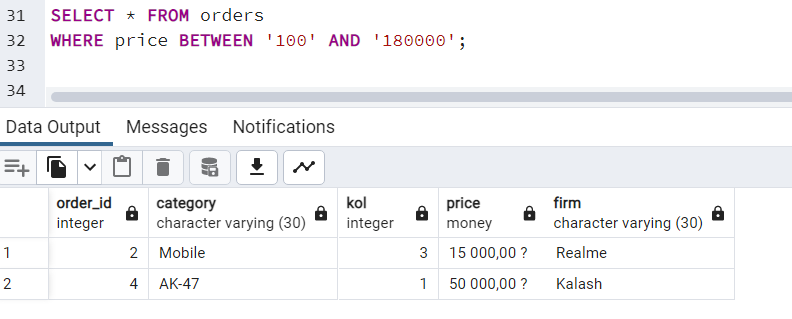 31 SELECT * FROM orders
32 WHERE price BETWEEN '100' AND '180000';
33
34
Data Output Messages Notifications
order_id category kol price firm
integer character varying (30) integer money character varying (30)
1 2 Mobile 3 15 000,00 ? Realme
2 4 AK-47 1 50 000,00 ? Kalash